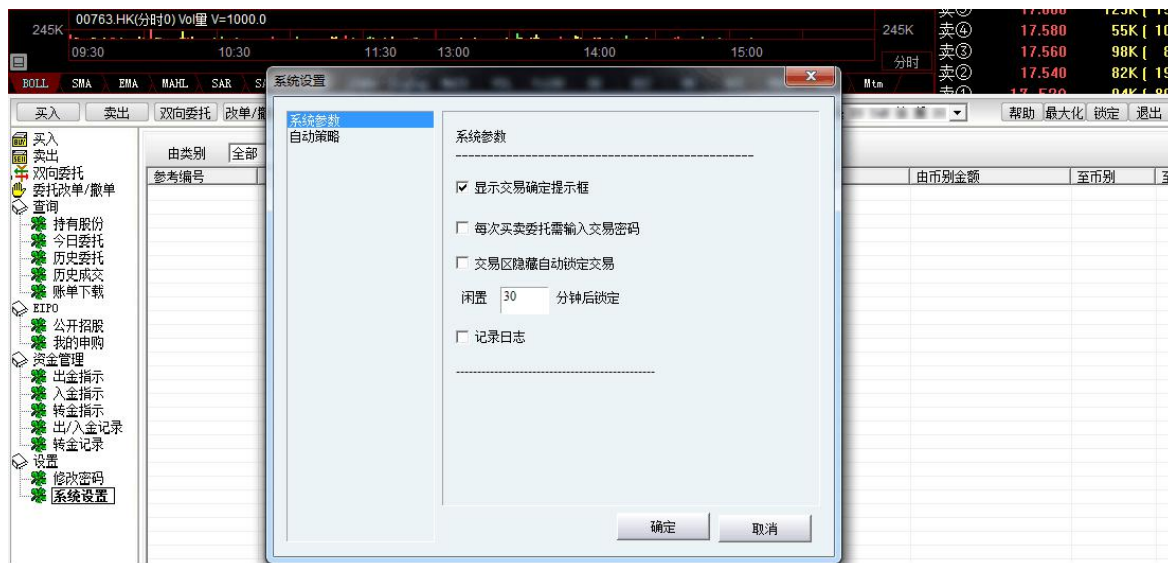 00763.HK(分时0) Vol量 V=1000.0
245K
09:30 10:30 11:30 13:00 14:00 15:00
245K
分时
卖④ 17.580 55K
卖③ 17.560 98K
卖② 17.540 82K
卖①
BOLL SMA EMA MAHL SAR Mtm
买入 卖出 双向委托
帮助 最大化 锁定 退出
买入
卖出
双向委托
委托改单/撤单
查询
持有股份
今日委托
历史委托
历史成交
账单下载
EIPO
公开招股
我的申购
资金管理
出金指示
入金指示
转金指示
出/入金记录
转金记录
设置
修改密码
系统设置
由类别 全部
参考编号
由币别金额 至币别
系统设置
系统参数
自动策略
系统参数
显示交易确定提示框
每次买卖委托需输入交易密码
交易区隐藏自动锁定交易
闲置 30 分钟后锁定
记录日志
确定 取消